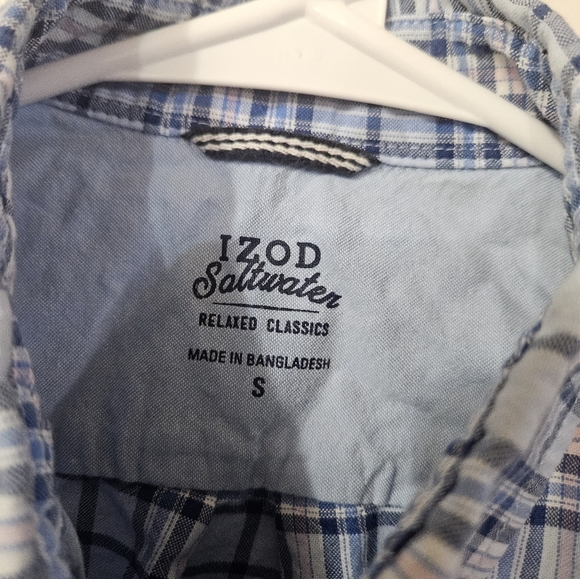 IZOD
Saltwater
RELAXED CLASSICS
MADE IN BANGLADESH
S